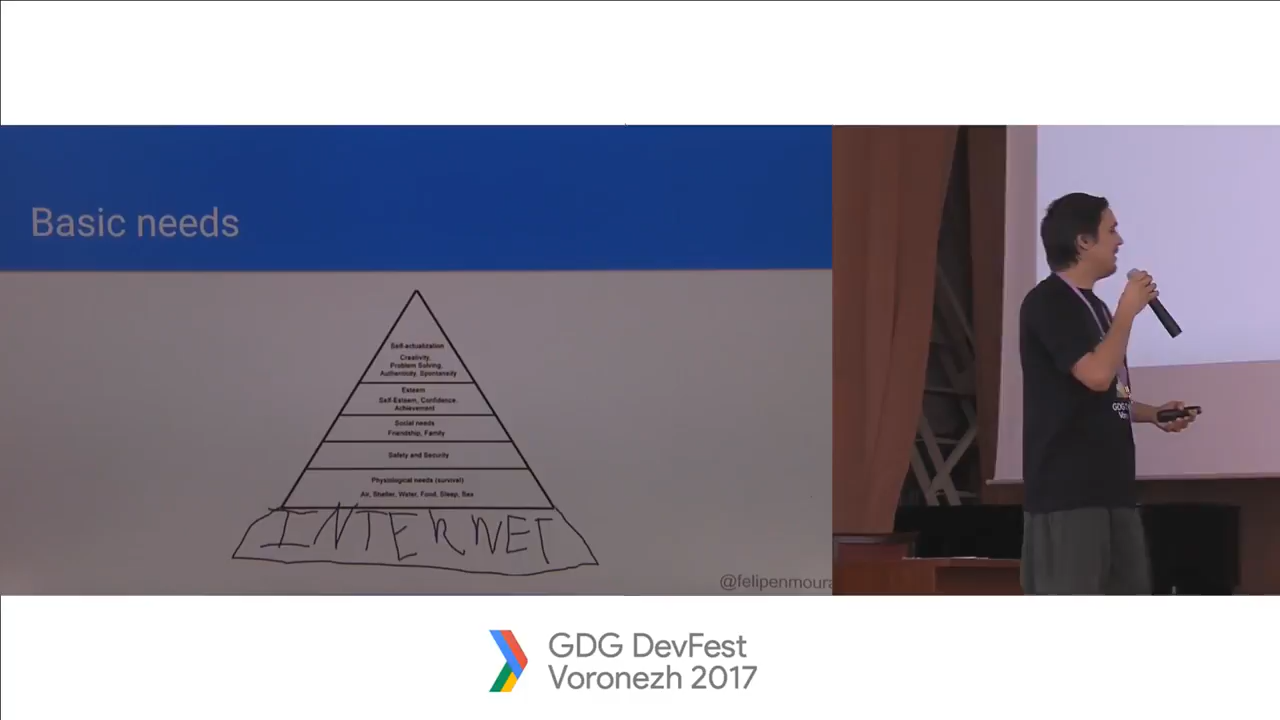 Basic needs
Self-actualization
Creativity,
Problem Solving,
Authenticity, Spontaneity
Esteem
Self-Esteem, Confidence,
Achievement
Social needs
Friendship, Family
Safety and Security
Physiological needs (survival)
Air, Shelter, Water, Food, Sleep, Sex
INTERNET
@felipenmoura
GDG
GDG DevFest
Voronezh 2017